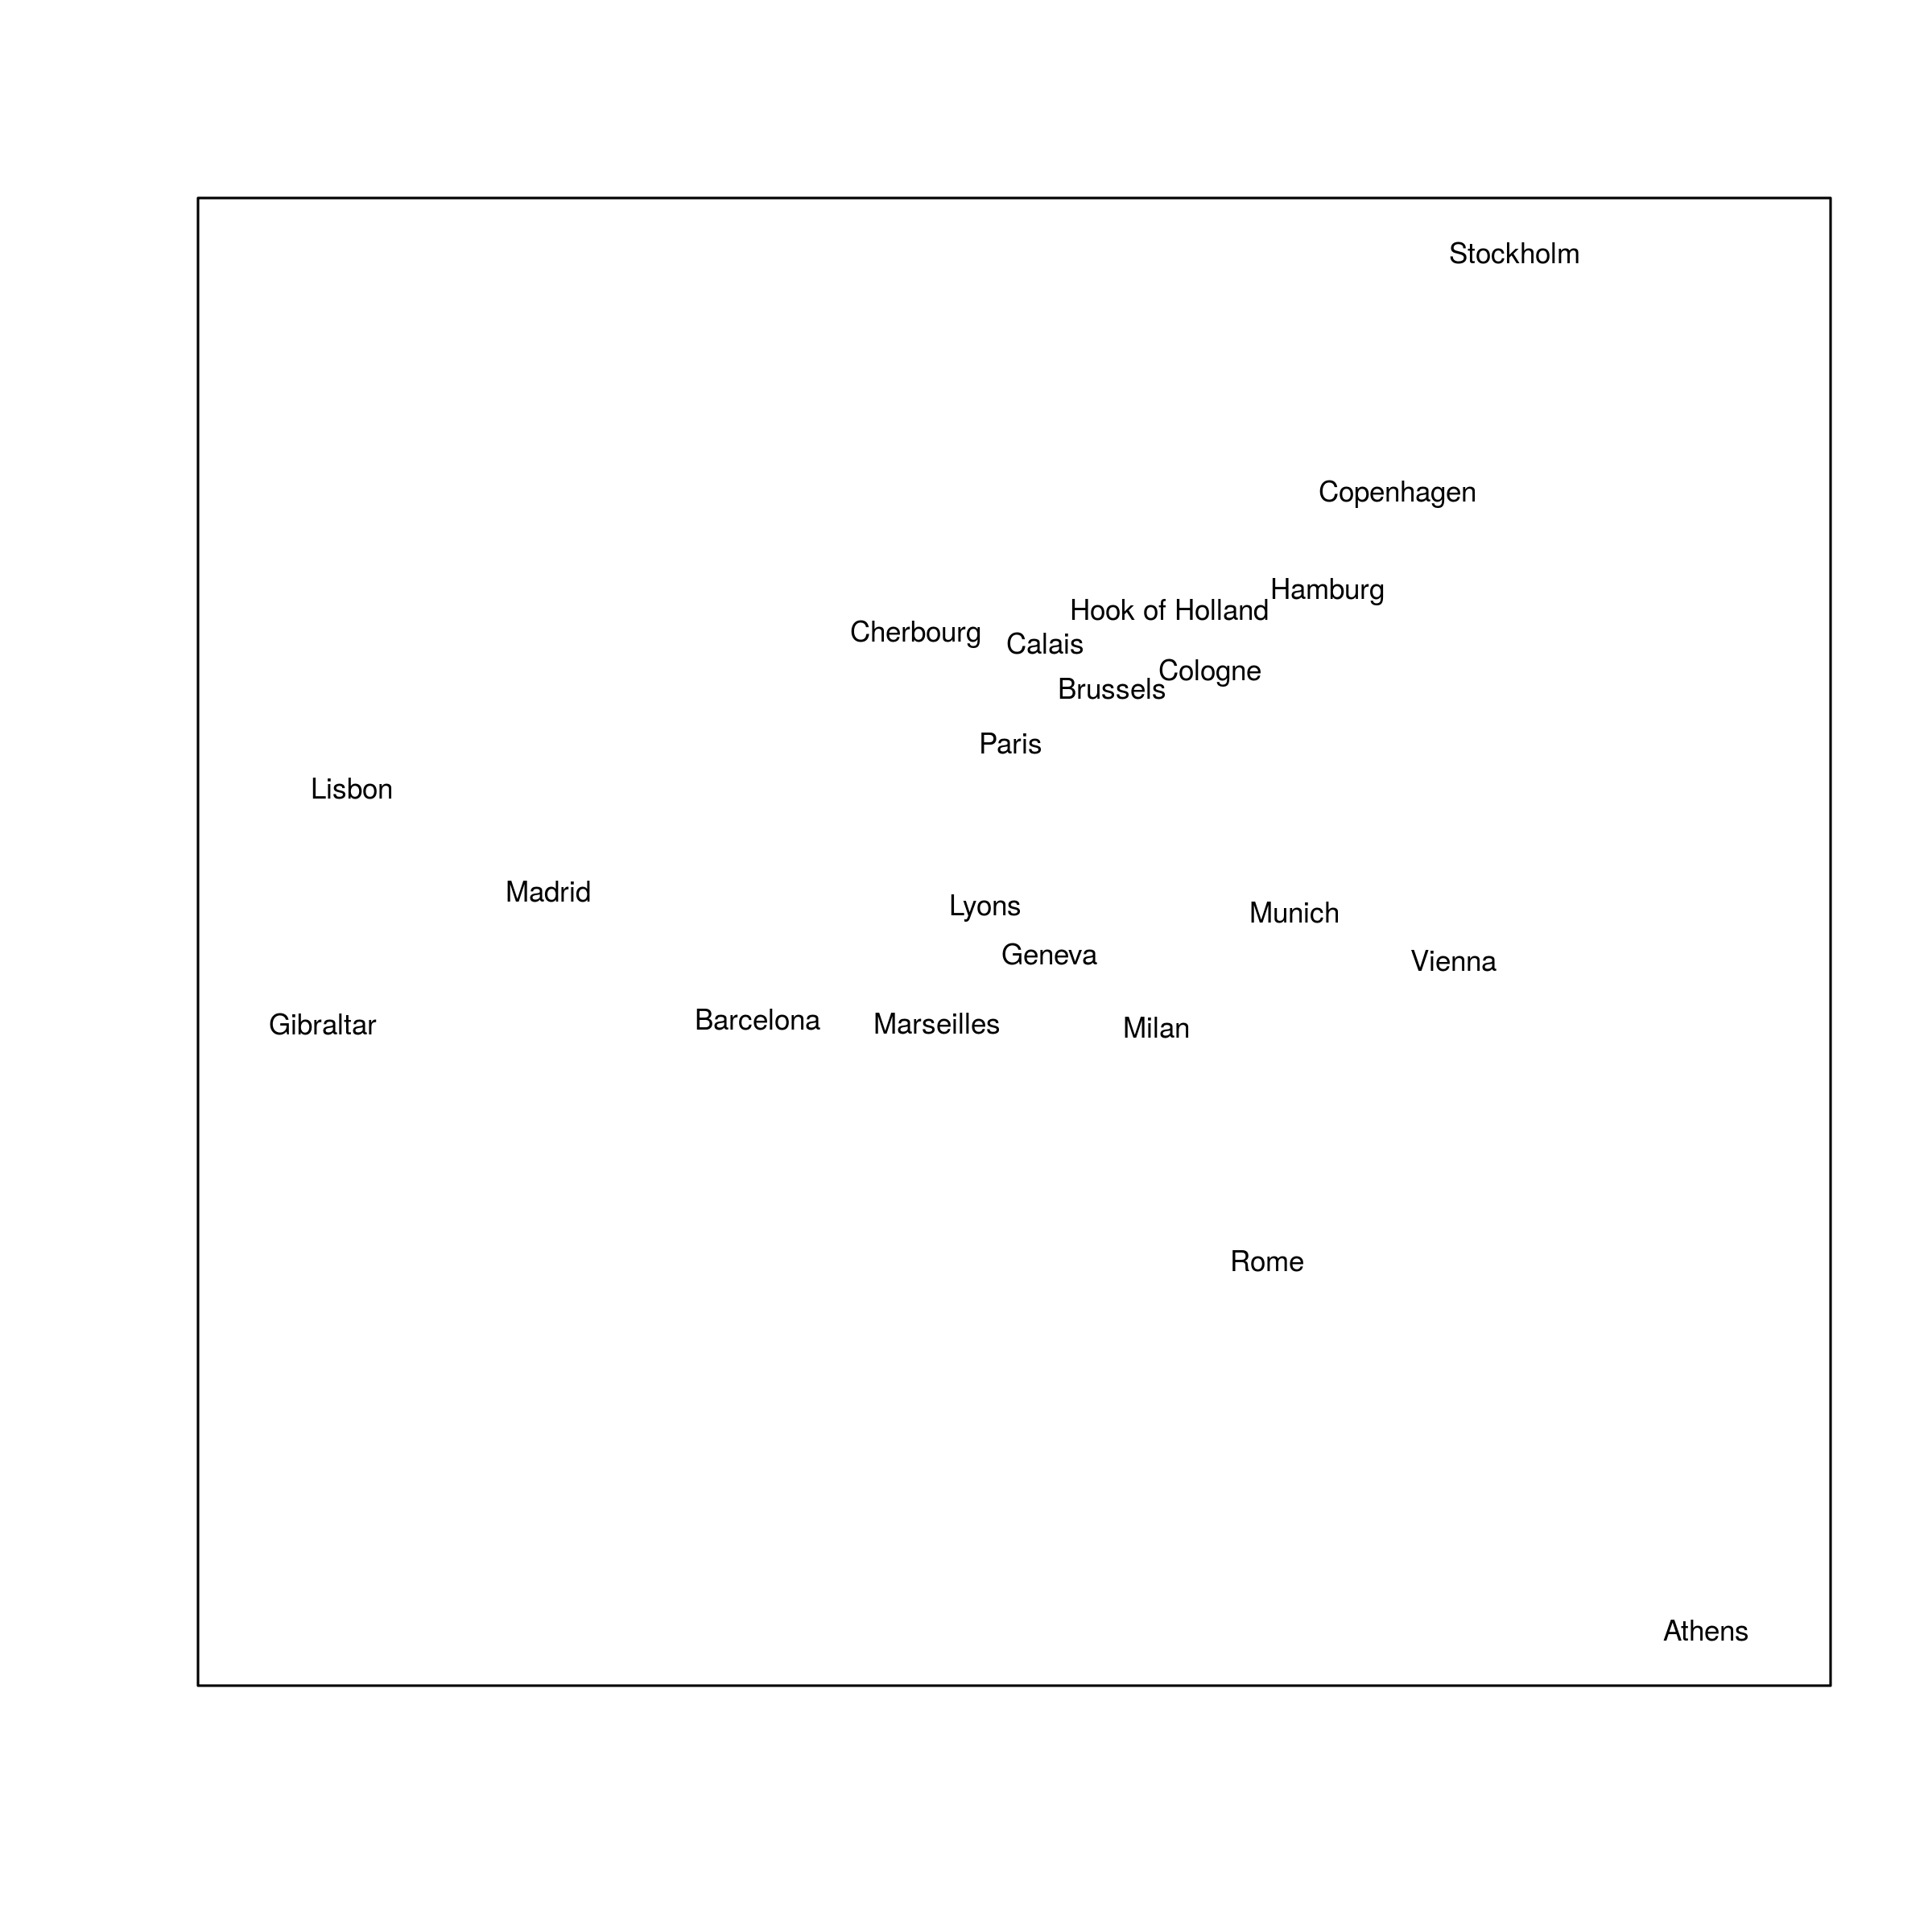 Stockholm
Copenhagen
Hamburg
Hook of Holland
Cherbourg
Calais
Cologne
Brussels
Paris
Lisbon
Madrid
Lyons
Munich
Geneva
Vienna
Barcelona
Marseilles
Gibraltar
Milan
Rome
Athens